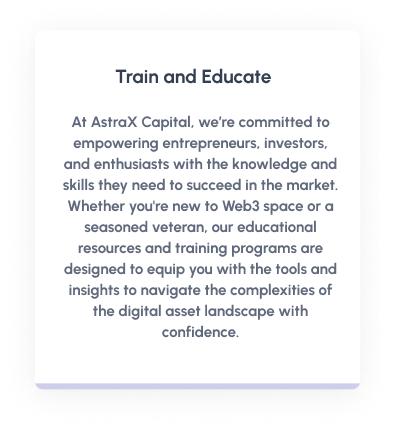 Train and Educate
At AstraX Capital, we’re committed to
empowering entrepreneurs, investors,
and enthusiasts with the knowledge and
skills they need to succeed in the market.
Whether you're new to Web3 space or a
seasoned veteran, our educational
resources and training programs are
designed to equip you with the tools and
insights to navigate the complexities of
the digital asset landscape with
confidence.